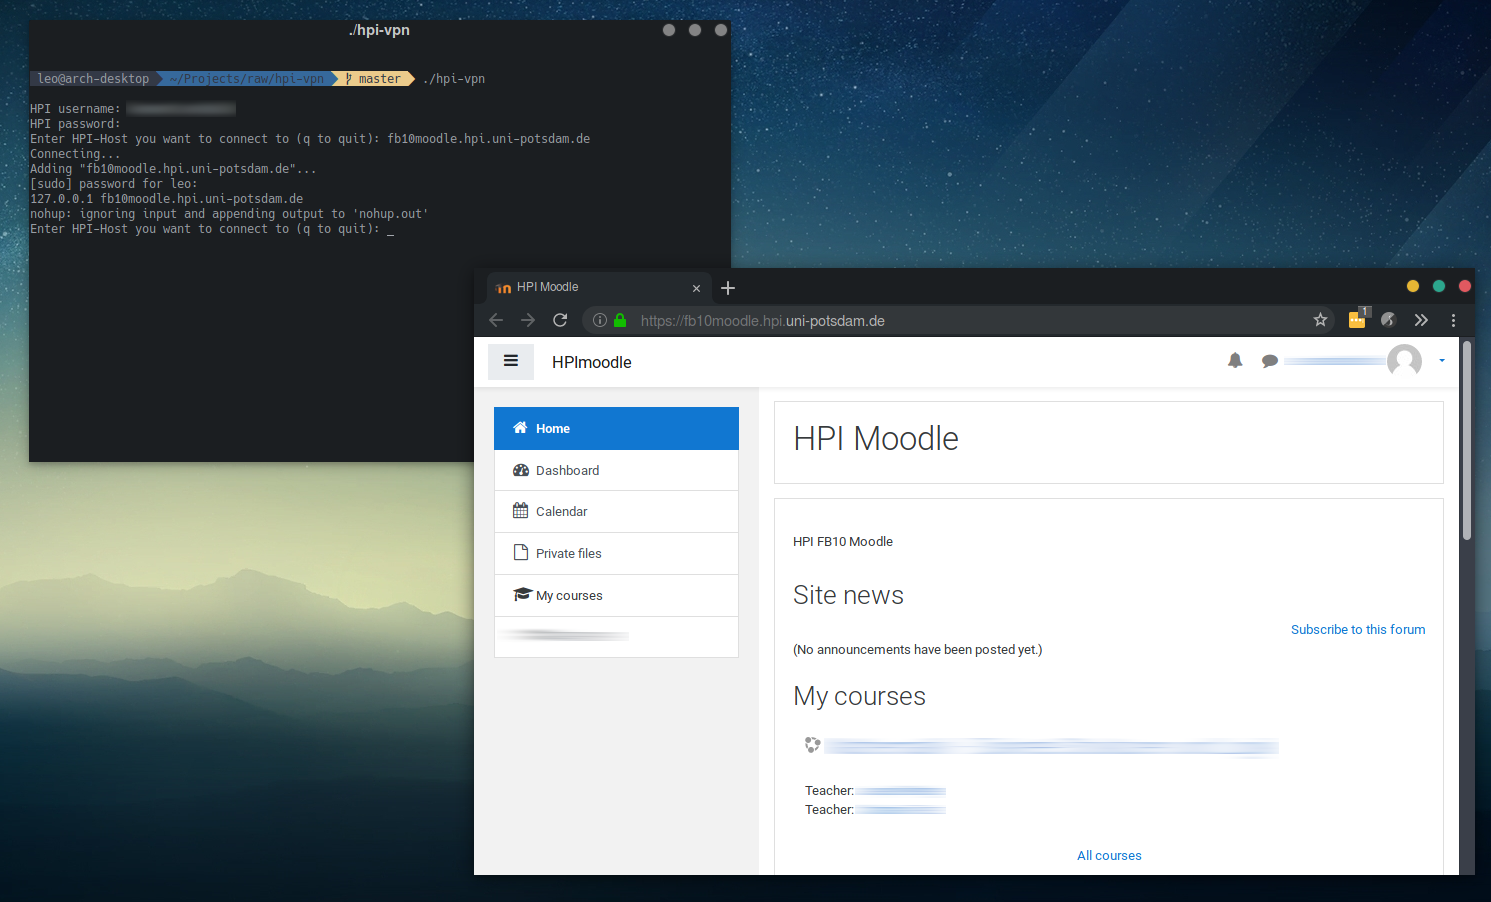 ./hpi-vpn
leo@arch-desktop ~/Projects/raw/hpi-vpn master ./hpi-vpn
HPI username:
HPI password:
Enter HPI-Host you want to connect to (q to quit): fb10moodle.hpi.uni-potsdam.de
Connecting...
Adding "fb10moodle.hpi.uni-potsdam.de"...
[sudo] password for leo:
127.0.0.1 fb10moodle.hpi.uni-potsdam.de
nohup: ignoring input and appending output to 'nohup.out'
Enter HPI-Host you want to connect to (q to quit): _
HPI Moodle
https://fb10moodle.hpi.uni-potsdam.de
1
HPImoodle
Home
Dashboard
Calendar
Private files
My courses
HPI Moodle
HPI FB10 Moodle
Site news
Subscribe to this forum
(No announcements have been posted yet.)
My courses
Teacher:
Teacher:
All courses